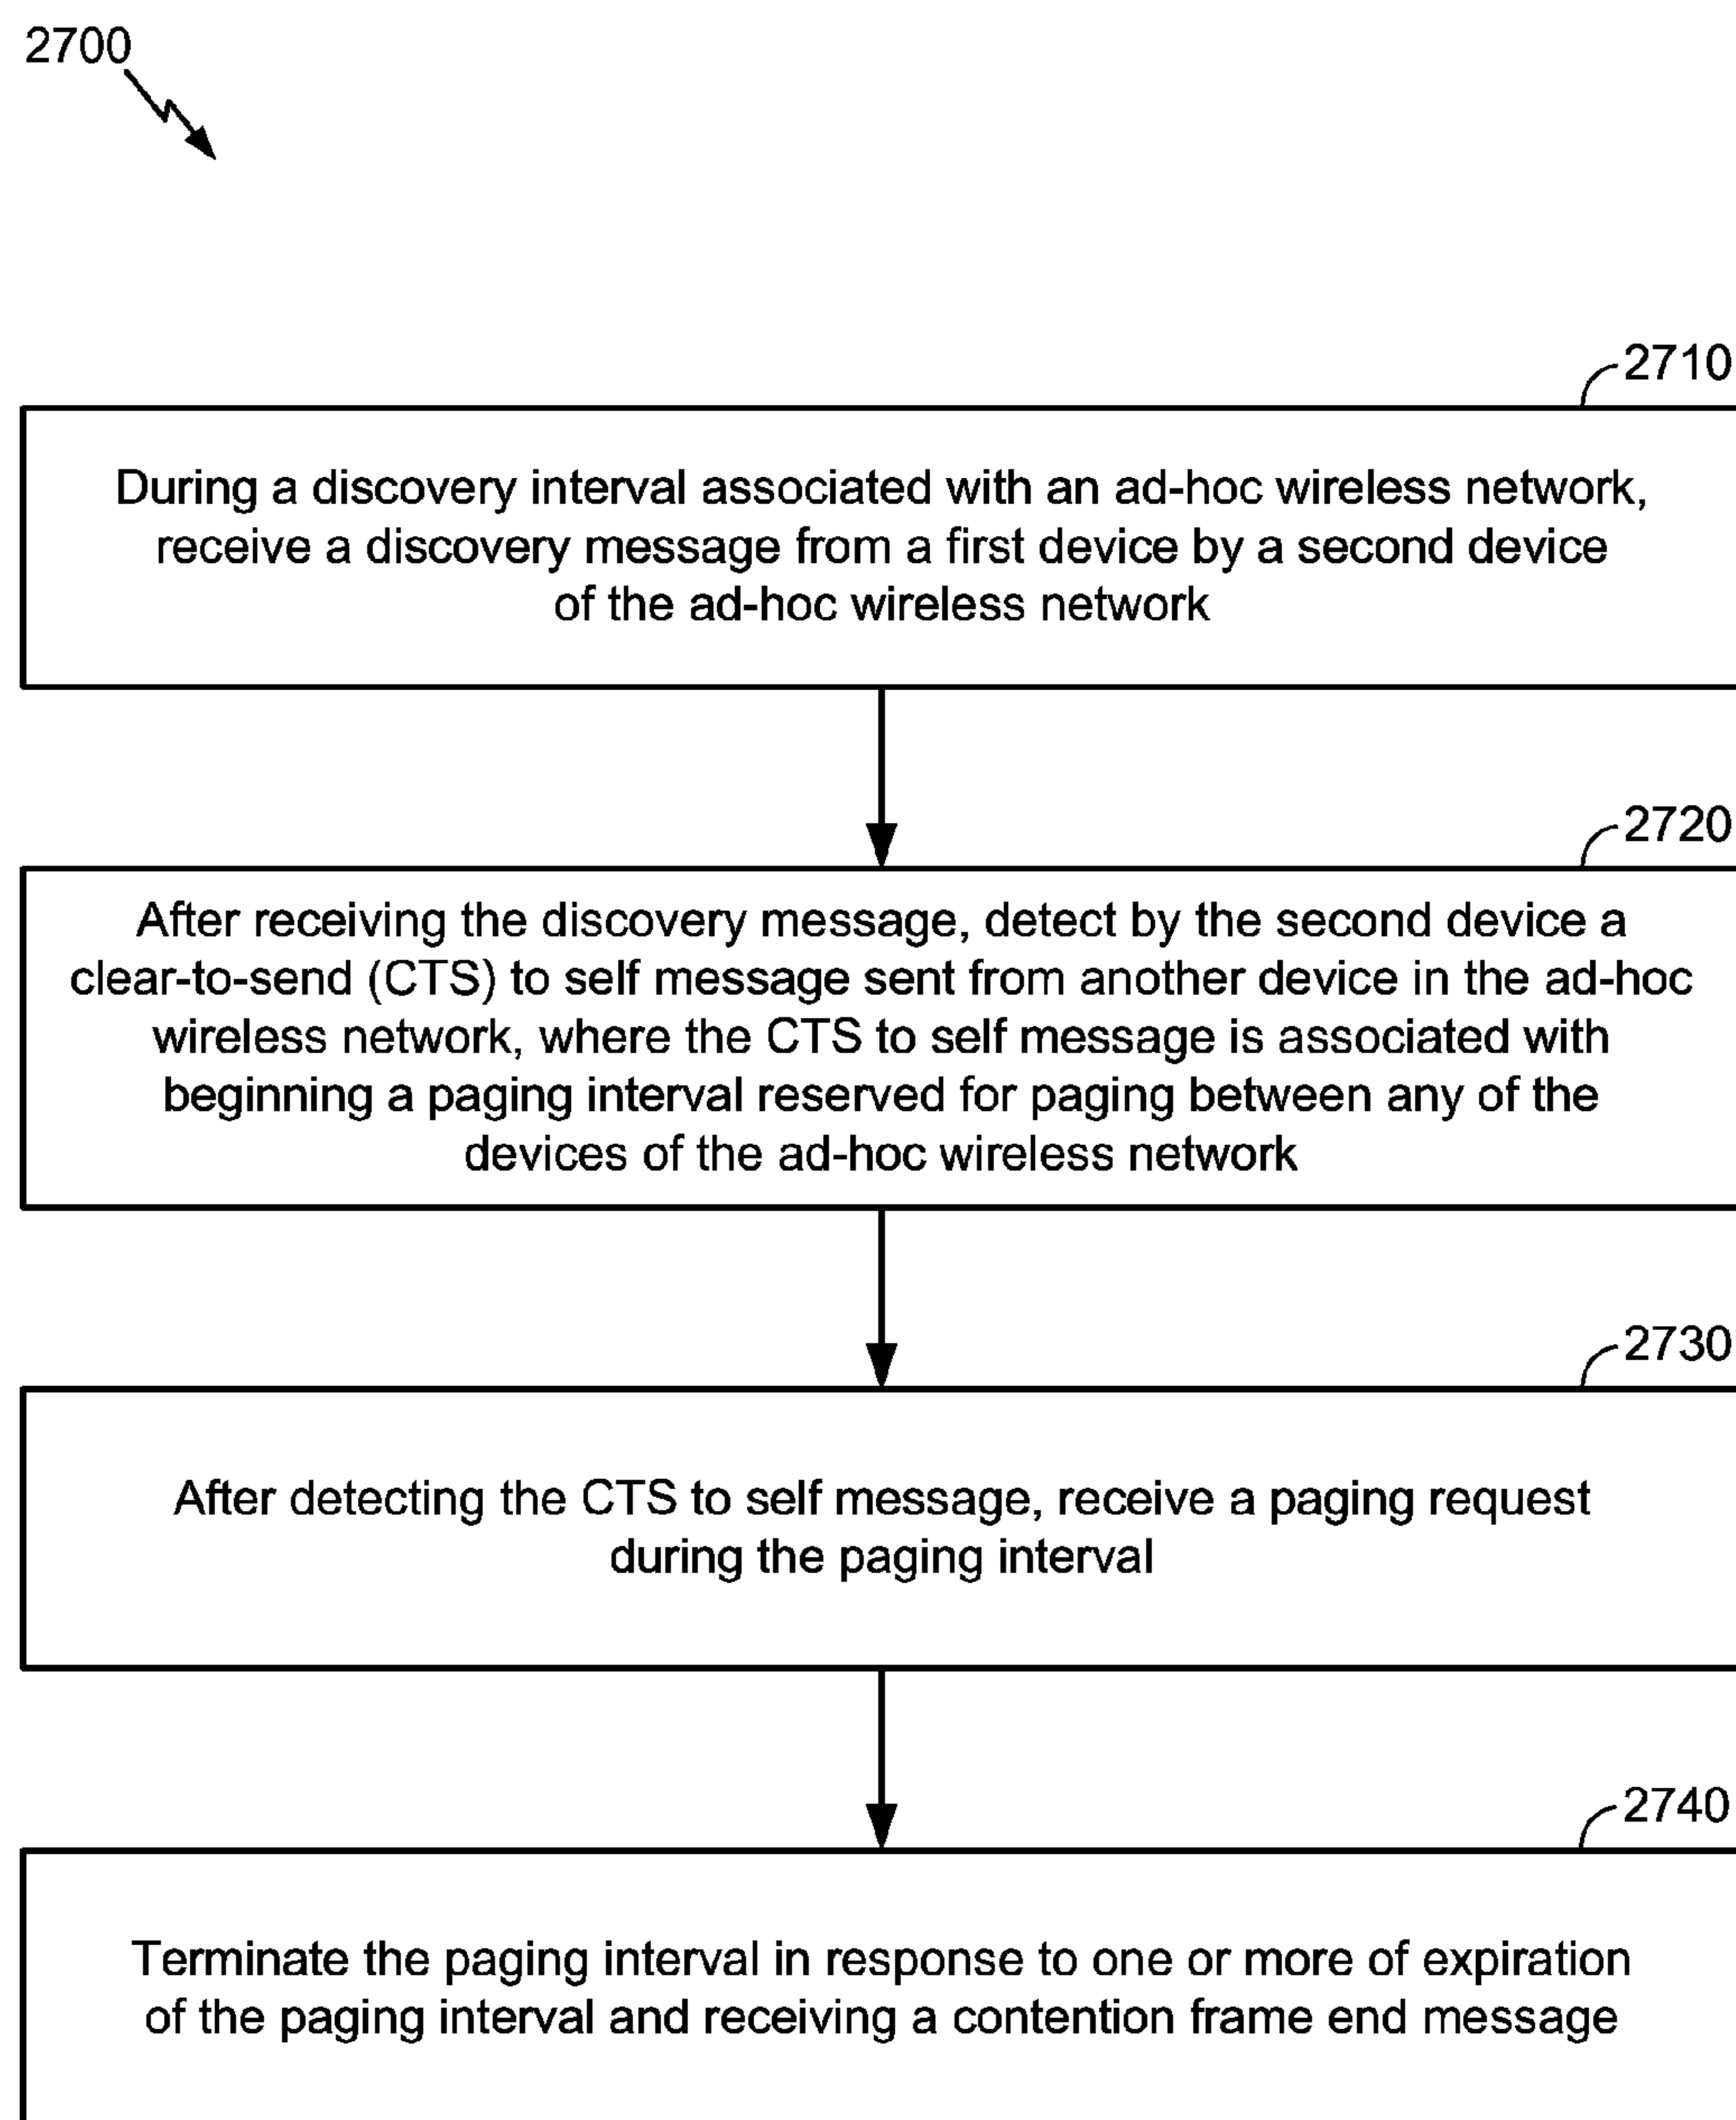 2700
2710
During a discovery interval associated with an ad-hoc wireless network,
receive a discovery message from a first device by a second device
of the ad-hoc wireless network
2720
After receiving the discovery message, detect by the second device a
clear-to-send (CTS) to self message sent from another device in the ad-hoc
wireless network, where the CTS to self message is associated with
beginning a paging interval reserved for paging between any of the
devices of the ad-hoc wireless network
2730
After detecting the CTS to self message, receive a paging request
during the paging interval
2740
Terminate the paging interval in response to one or more of expiration
of the paging interval and receiving a contention frame end message